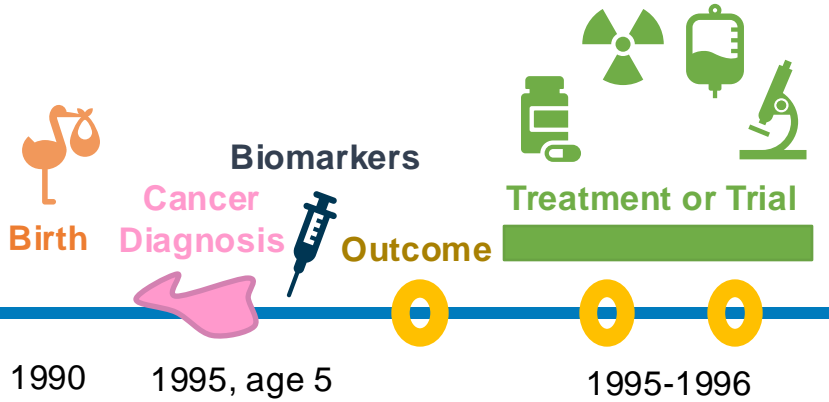 Biomarkers
Cancer
Diagnosis
Treatment or Trial
Birth
Outcome
1990
1995, age 5
1995-1996